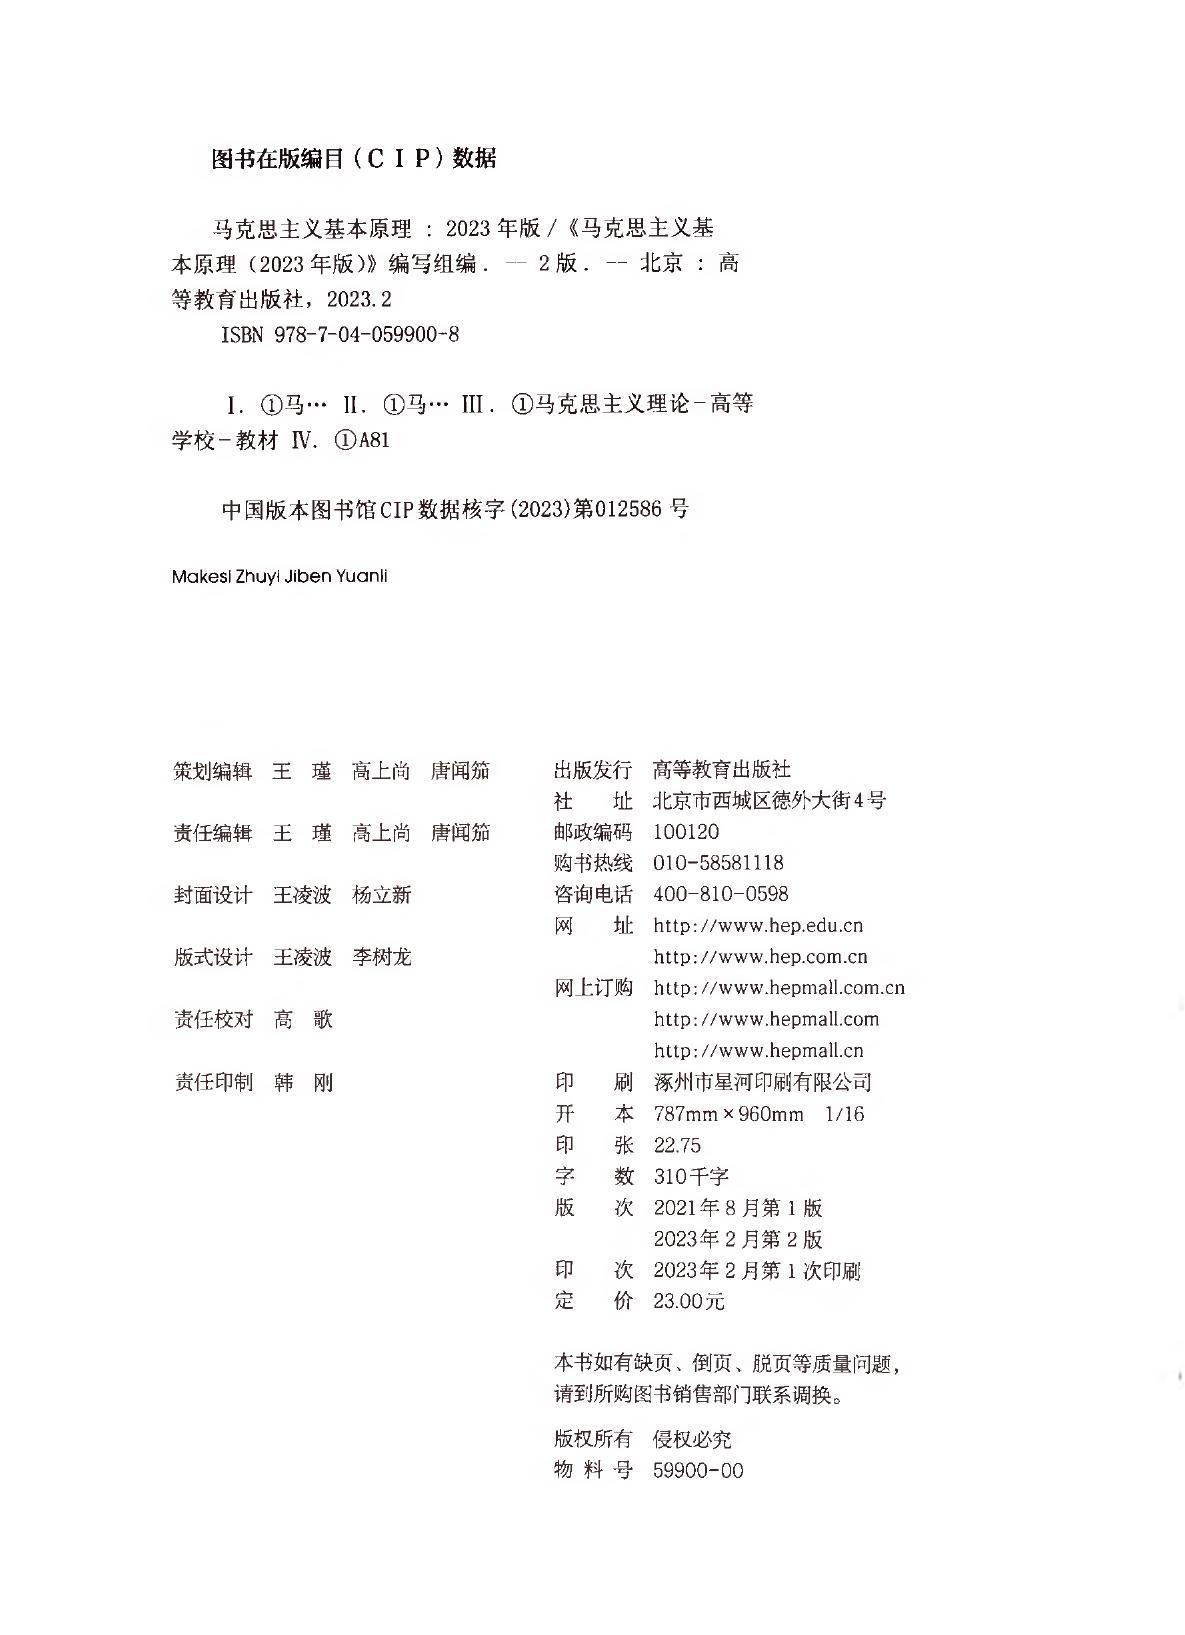 图书在版编目(CIP)数据
马克思主义基本原理 : 2023年版/《马克思主义基
本原理(2023年版)》编写组编. -- 2版. -- 北京 : 高
等教育出版社, 2023.2
ISBN 978-7-04-059900-8
Ⅰ. ①马… Ⅱ. ①马… Ⅲ. ①马克思主义理论-高等
学校-教材 Ⅳ. ①A81
中国版本图书馆CIP数据核字(2023)第012586号
Makesi Zhuyi Jiben Yuanli
策划编辑 王 瑾 高上尚 唐闻笳
责任编辑 王 瑾 高上尚 唐闻笳
封面设计 王凌波 杨立新
版式设计 王凌波 李树龙
责任校对 高 歌
责任印制 韩 刚
出版发行 高等教育出版社
社 址 北京市西城区德外大街4号
邮政编码 100120
购书热线 010-58581118
咨询电话 400-810-0598
网 址 http://www.hep.edu.cn
http://www.hep.com.cn
网上订购 http://www.hepmall.com.cn
http://www.hepmall.com
http://www.hepmall.cn
印 刷 涿州市星河印刷有限公司
开 本 787mm×960mm 1/16
印 张 22.75
字 数 310千字
版 次 2021年8月第1版
2023年2月第2版
印 次 2023年2月第1次印刷
定 价 23.00元
本书如有缺页、倒页、脱页等质量问题,
请到所购图书销售部门联系调换。
版权所有 侵权必究
物 料 号 59900-00